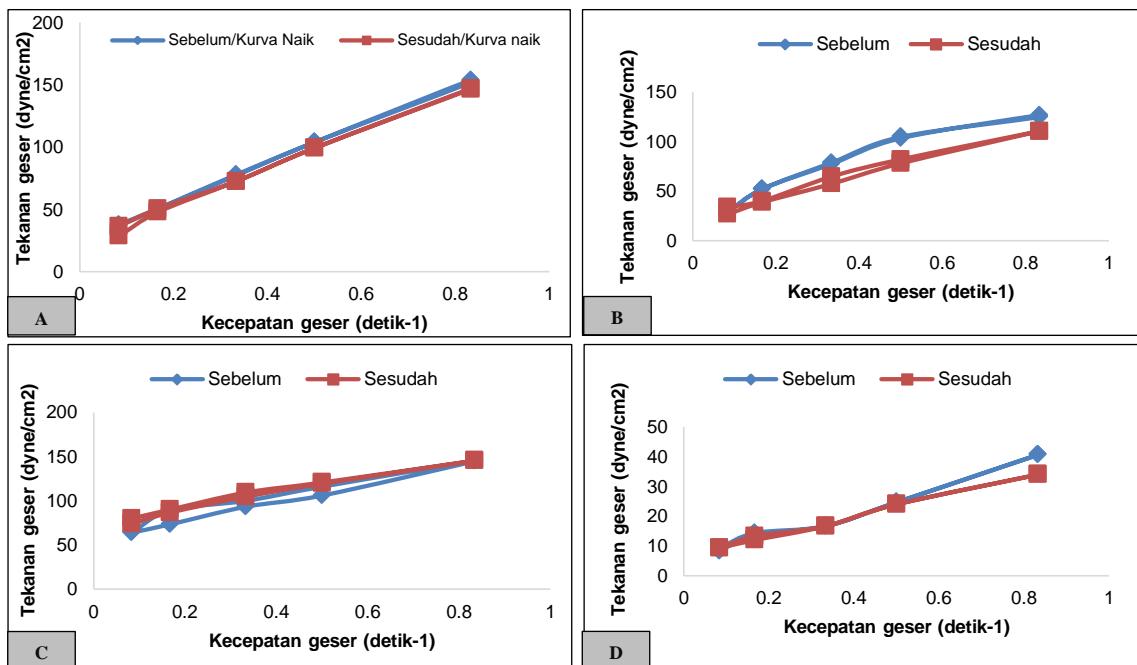 Sebelum/Kurva Naik Sesudah/Kurva naik
Tekanan geser (dyne/cm2)
200
150
100
50
0
0 0.2 0.4 0.6 0.8 1
Kecepatan geser (detik-1)
A
Sebelum Sesudah
Tekanan geser (dyne/cm2)
150
100
50
0
0 0.2 0.4 0.6 0.8 1
Kecepatan geser (detik-1)
B
Sebelum Sesudah
Tekanan geser (dyne/cm2)
200
150
100
50
0
0 0.2 0.4 0.6 0.8 1
Kecepatan geser (detik-1)
C
Sebelum Sesudah
Tekanan geser (dyne/cm2)
50
40
30
20
10
0
0 0.2 0.4 0.6 0.8 1
Kecepatan geser (detik-1)
D